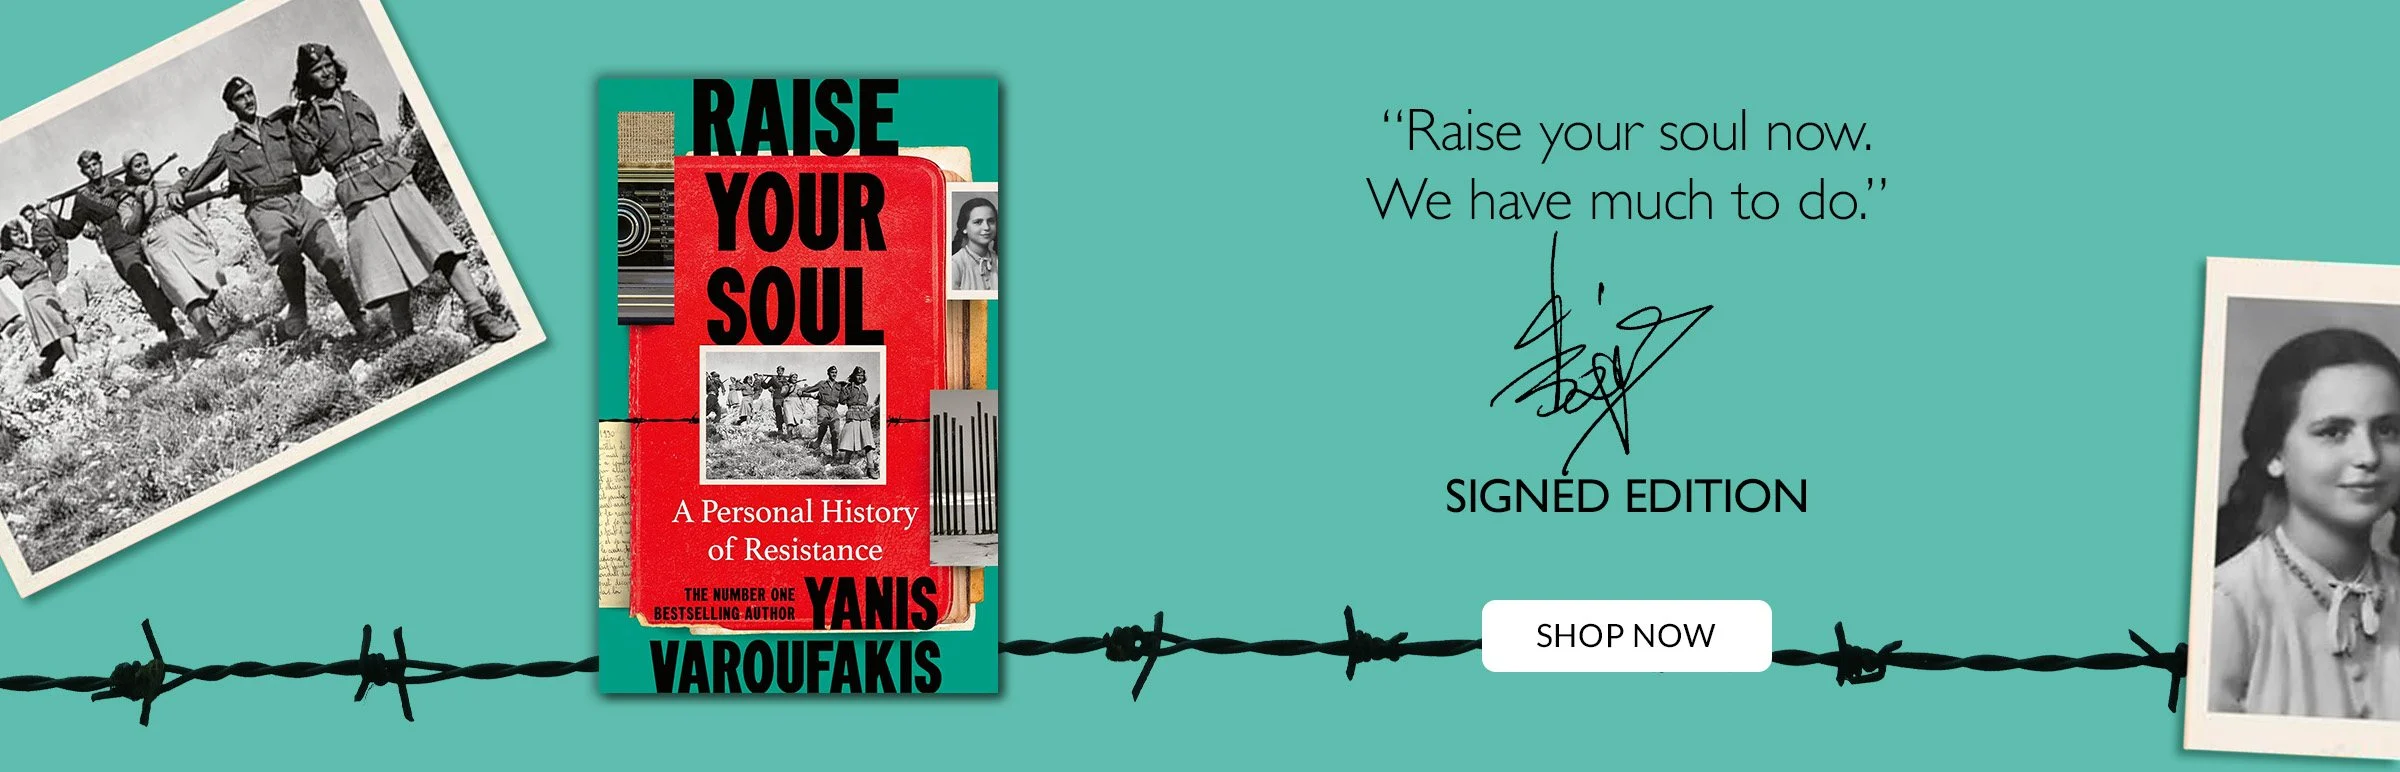 RAISE
YOUR
SOUL
A Personal History
of Resistance
THE NUMBER ONE
BESTSELLING AUTHOR
YANIS
VAROUFAKIS
“Raise your soul now.
We have much to do.”
SIGNED EDITION
SHOP NOW